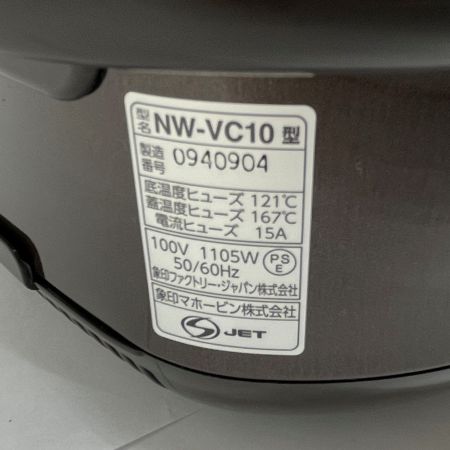 型名 NW-VC10 型
製造番号 0940904
底温度ヒューズ 121℃
蓋温度ヒューズ 167℃
電流ヒューズ 15A
100V 1105W
50/60Hz
PSE
象印ファクトリー・ジャパン株式会社
象印マホービン株式会社
S JET